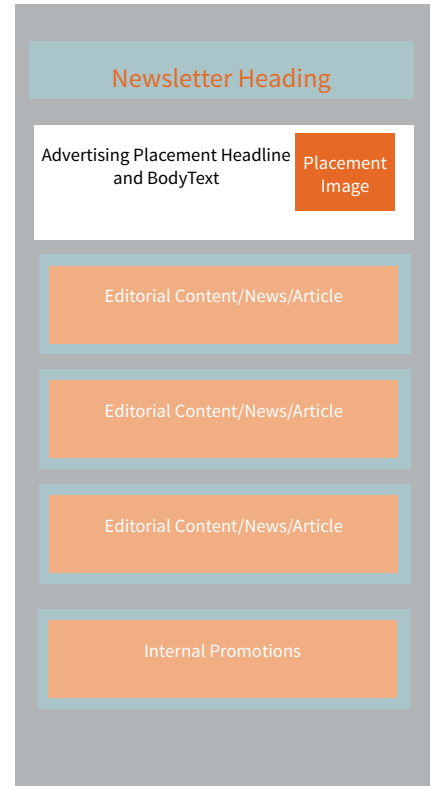 Newsletter Heading
Advertising Placement Headline
and BodyText
Placement
Image
Editorial Content/News/Article
Editorial Content/News/Article
Editorial Content/News/Article
Internal Promotions